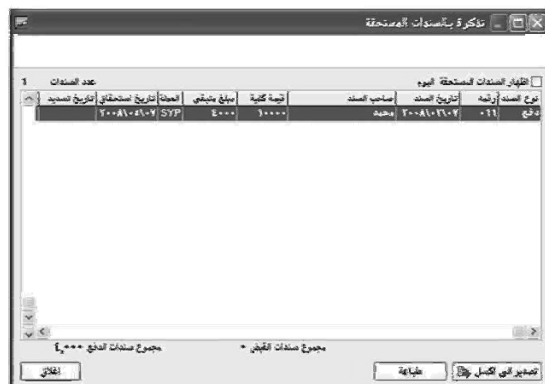 تذكرة بالسندات المستحقة
اظهار السندات المستحقة اليوم عدد السندات 1
نوع السند رقمه تاريخ السند صاحب السند قيمة كلية مبلغ متبقي العملة تاريخ استحقاق تاريخ تسديد
دفع ٠٦٦ ٢٠٠٨\٠٢\٠٧ محمد ٦٠٠٠٠ ٤٠٠٠ SYP ٢٠٠٨\٠٤\٠٧
مجموع سندات القبض ٠ مجموع سندات الدفع ٤,٠٠٠
تصدير الى اكسل طباعة اغلاق